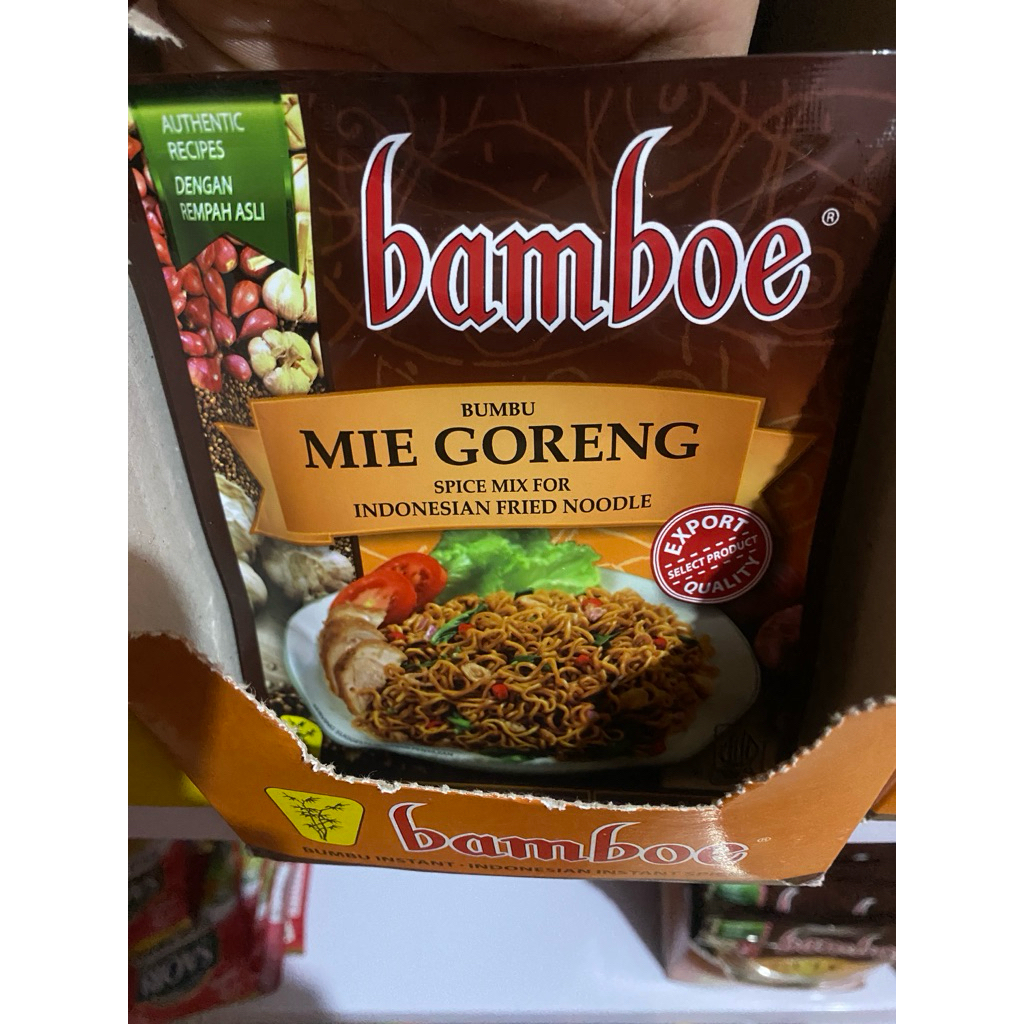 AUTHENTIC
RECIPES
DENGAN
REMPAH ASLI
bamboe®
BUMBU
MIE GORENG
SPICE MIX FOR
INDONESIAN FRIED NOODLE
EXPORT
SELECT PRODUCT
QUALITY
bamboe®
BUMBU INSTANT · INDONESIAN INSTANT